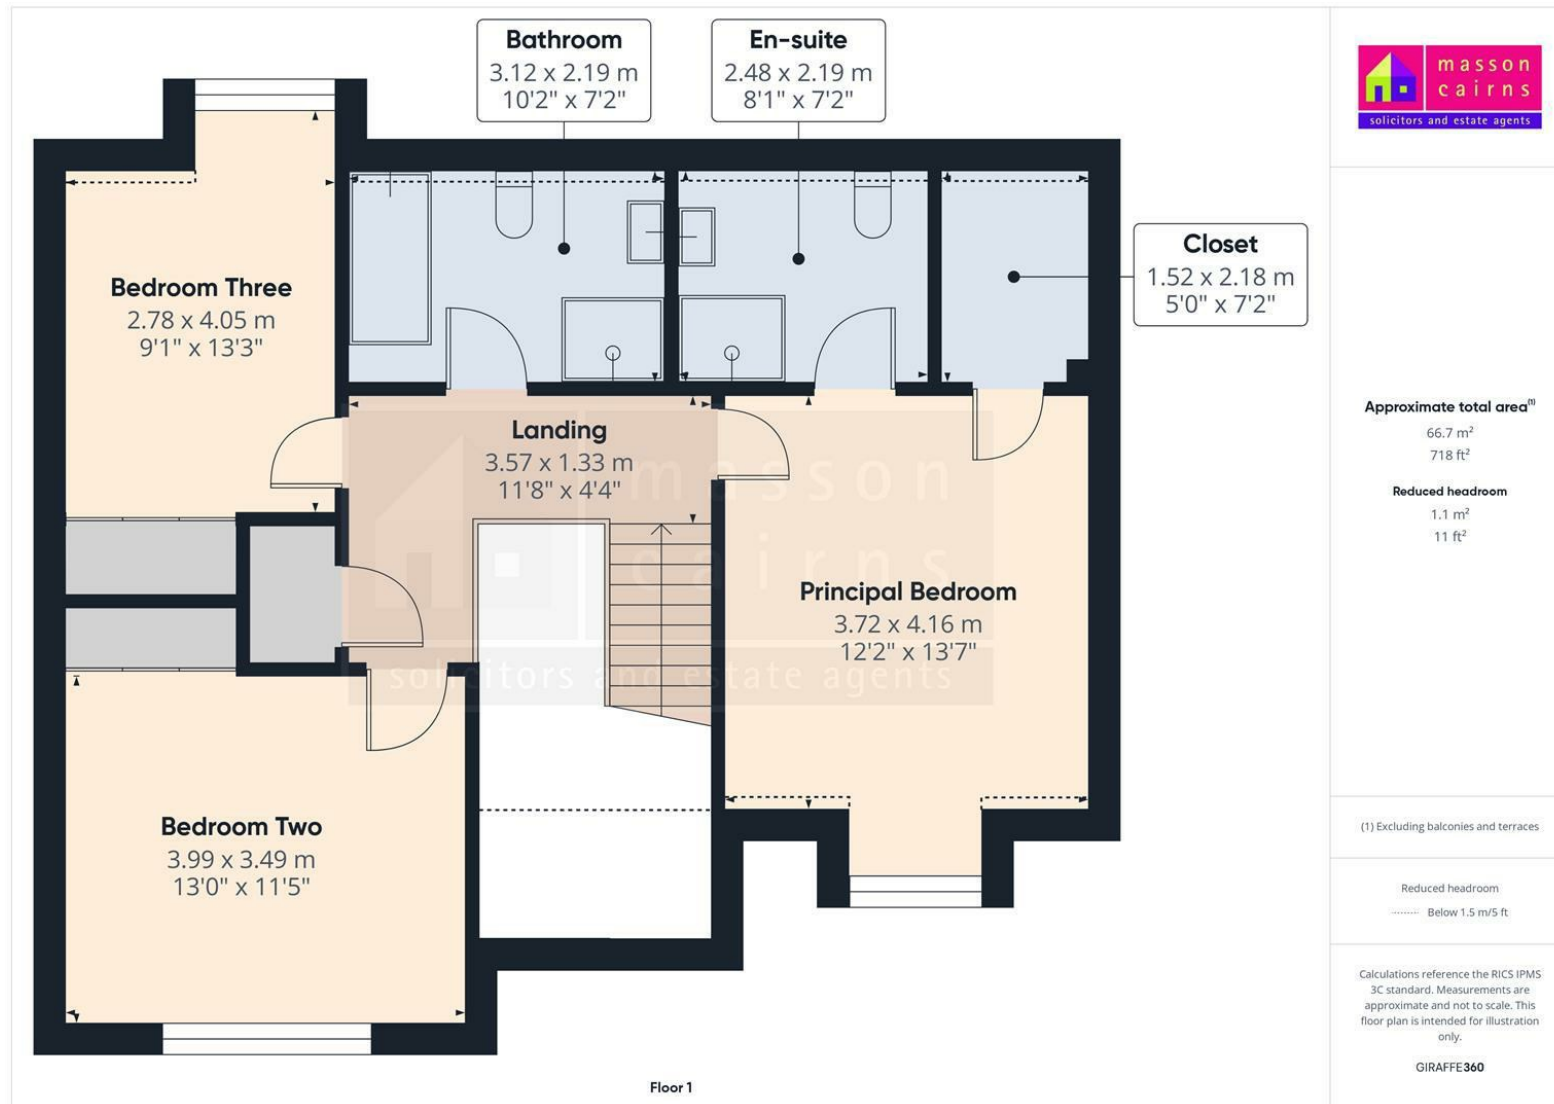 Bathroom
3.12 x 2.19 m
10'2" x 7'2"
En-suite
2.48 x 2.19 m
8'1" x 7'2"
Closet
1.52 x 2.18 m
5'0" x 7'2"
Bedroom Three
2.78 x 4.05 m
9'1" x 13'3"
Landing
3.57 x 1.33 m
11'8" x 4'4"
Principal Bedroom
3.72 x 4.16 m
12'2" x 13'7"
Bedroom Two
3.99 x 3.49 m
13'0" x 11'5"
masson
cairns
solicitors and estate agents
Floor 1
masson
cairns
solicitors and estate agents
Approximate total area⁽¹⁾
66.7 m²
718 ft²
Reduced headroom
1.1 m²
11 ft²
(1) Excluding balconies and terraces
Reduced headroom
Below 1.5 m/5 ft
Calculations reference the RICS IPMS
3C standard. Measurements are
approximate and not to scale. This
floor plan is intended for illustration
only.
GIRAFFE360